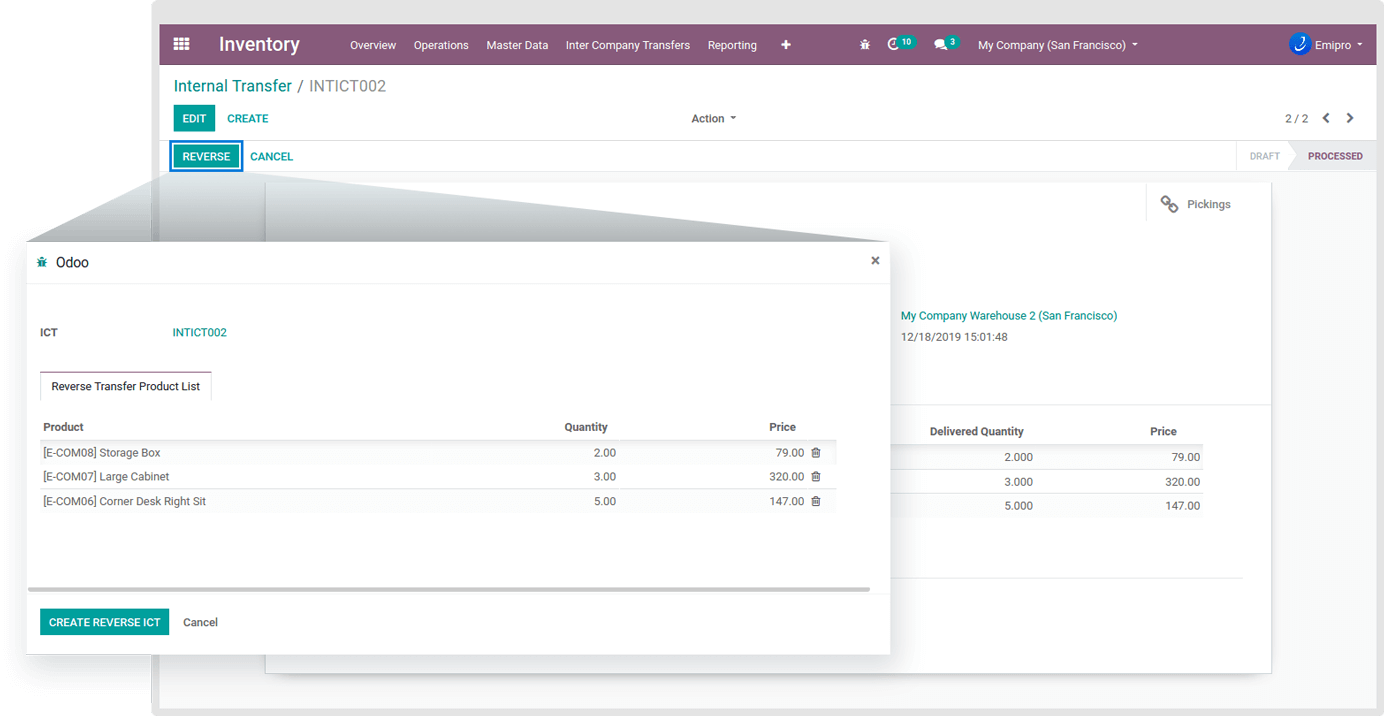 Inventory Overview Operations Master Data Inter Company Transfers Reporting + 10 3 My Company (San Francisco) Emipro
Internal Transfer / INTICT002
EDIT CREATE Action 2 / 2
REVERSE CANCEL DRAFT PROCESSED
Pickings
My Company Warehouse 2 (San Francisco)
12/18/2019 15:01:48
Delivered Quantity Price
2.000 79.00
3.000 320.00
5.000 147.00
Odoo ×
ICT INTICT002
Reverse Transfer Product List
Product Quantity Price
[E-COM08] Storage Box 2.00 79.00
[E-COM07] Large Cabinet 3.00 320.00
[E-COM06] Corner Desk Right Sit 5.00 147.00
CREATE REVERSE ICT Cancel